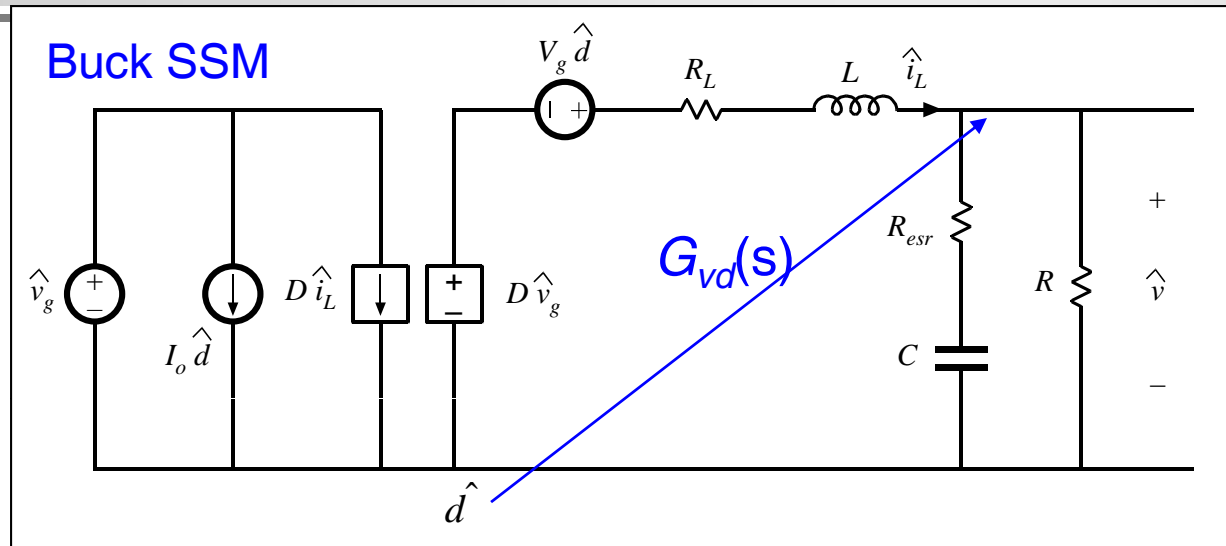 Buck SSM
V_g d̂
R_L
L
î_L
v̂_g
+
−
I_o d̂
D î_L
+
−
D v̂_g
− +
R_esr
C
R
+
v̂
−
G_vd(s)
d̂